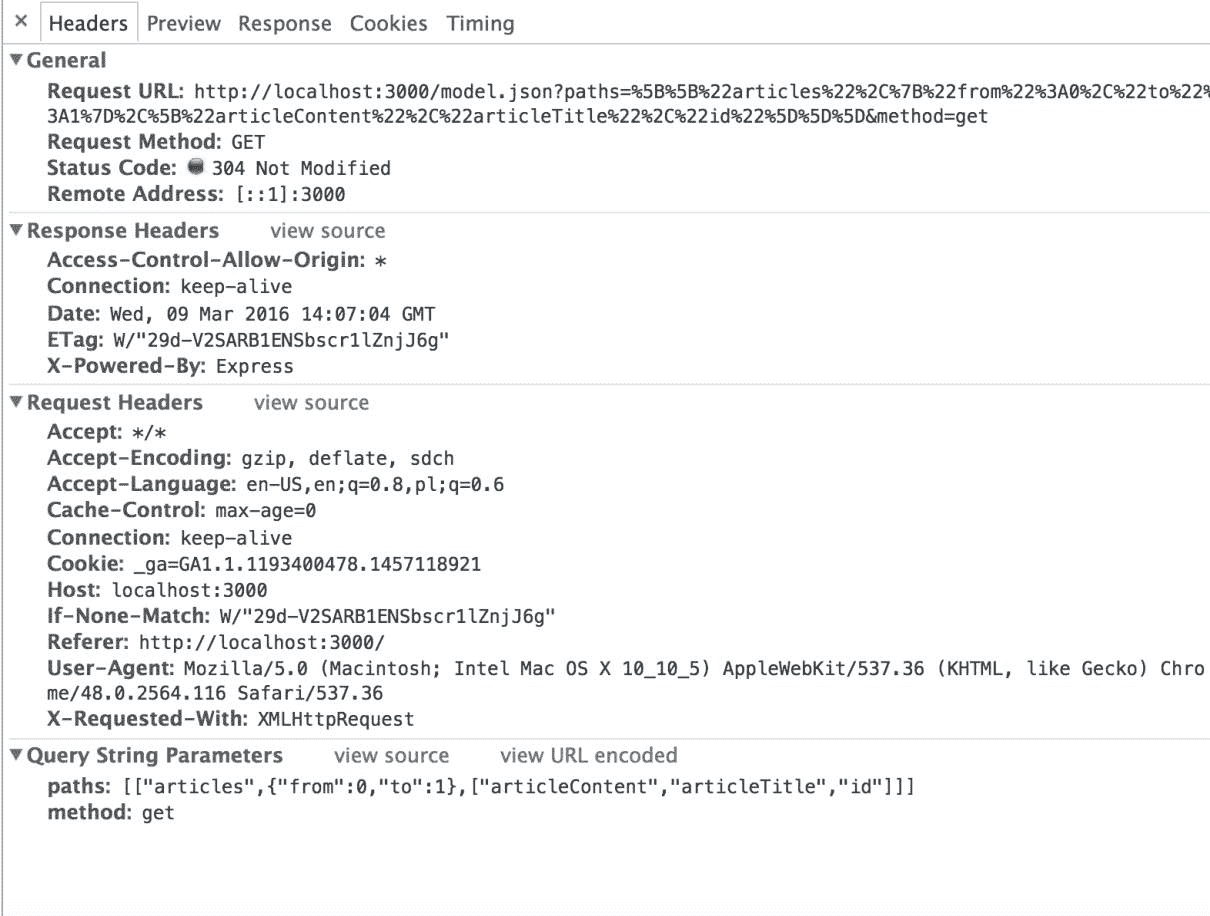 × Headers Preview Response Cookies Timing
▼General
Request URL: http://localhost:3000/model.json?paths=%5B%5B%22articles%22%2C%7B%22from%22%3A0%2C%22to%22%
3A1%7D%2C%5B%22articleContent%22%2C%22articleTitle%22%2C%22id%22%5D%5D%5D&method=get
Request Method: GET
Status Code: 304 Not Modified
Remote Address: [::1]:3000
▼Response Headers view source
Access-Control-Allow-Origin: *
Connection: keep-alive
Date: Wed, 09 Mar 2016 14:07:04 GMT
ETag: W/"29d-V2SARB1ENSbscr1lZnjJ6g"
X-Powered-By: Express
▼Request Headers view source
Accept: */*
Accept-Encoding: gzip, deflate, sdch
Accept-Language: en-US,en;q=0.8,pl;q=0.6
Cache-Control: max-age=0
Connection: keep-alive
Cookie: _ga=GA1.1.1193400478.1457118921
Host: localhost:3000
If-None-Match: W/"29d-V2SARB1ENSbscr1lZnjJ6g"
Referer: http://localhost:3000/
User-Agent: Mozilla/5.0 (Macintosh; Intel Mac OS X 10_10_5) AppleWebKit/537.36 (KHTML, like Gecko) Chro
me/48.0.2564.116 Safari/537.36
X-Requested-With: XMLHttpRequest
▼Query String Parameters view source view URL encoded
paths: [["articles",{"from":0,"to":1},["articleContent","articleTitle","id"]]]
method: get